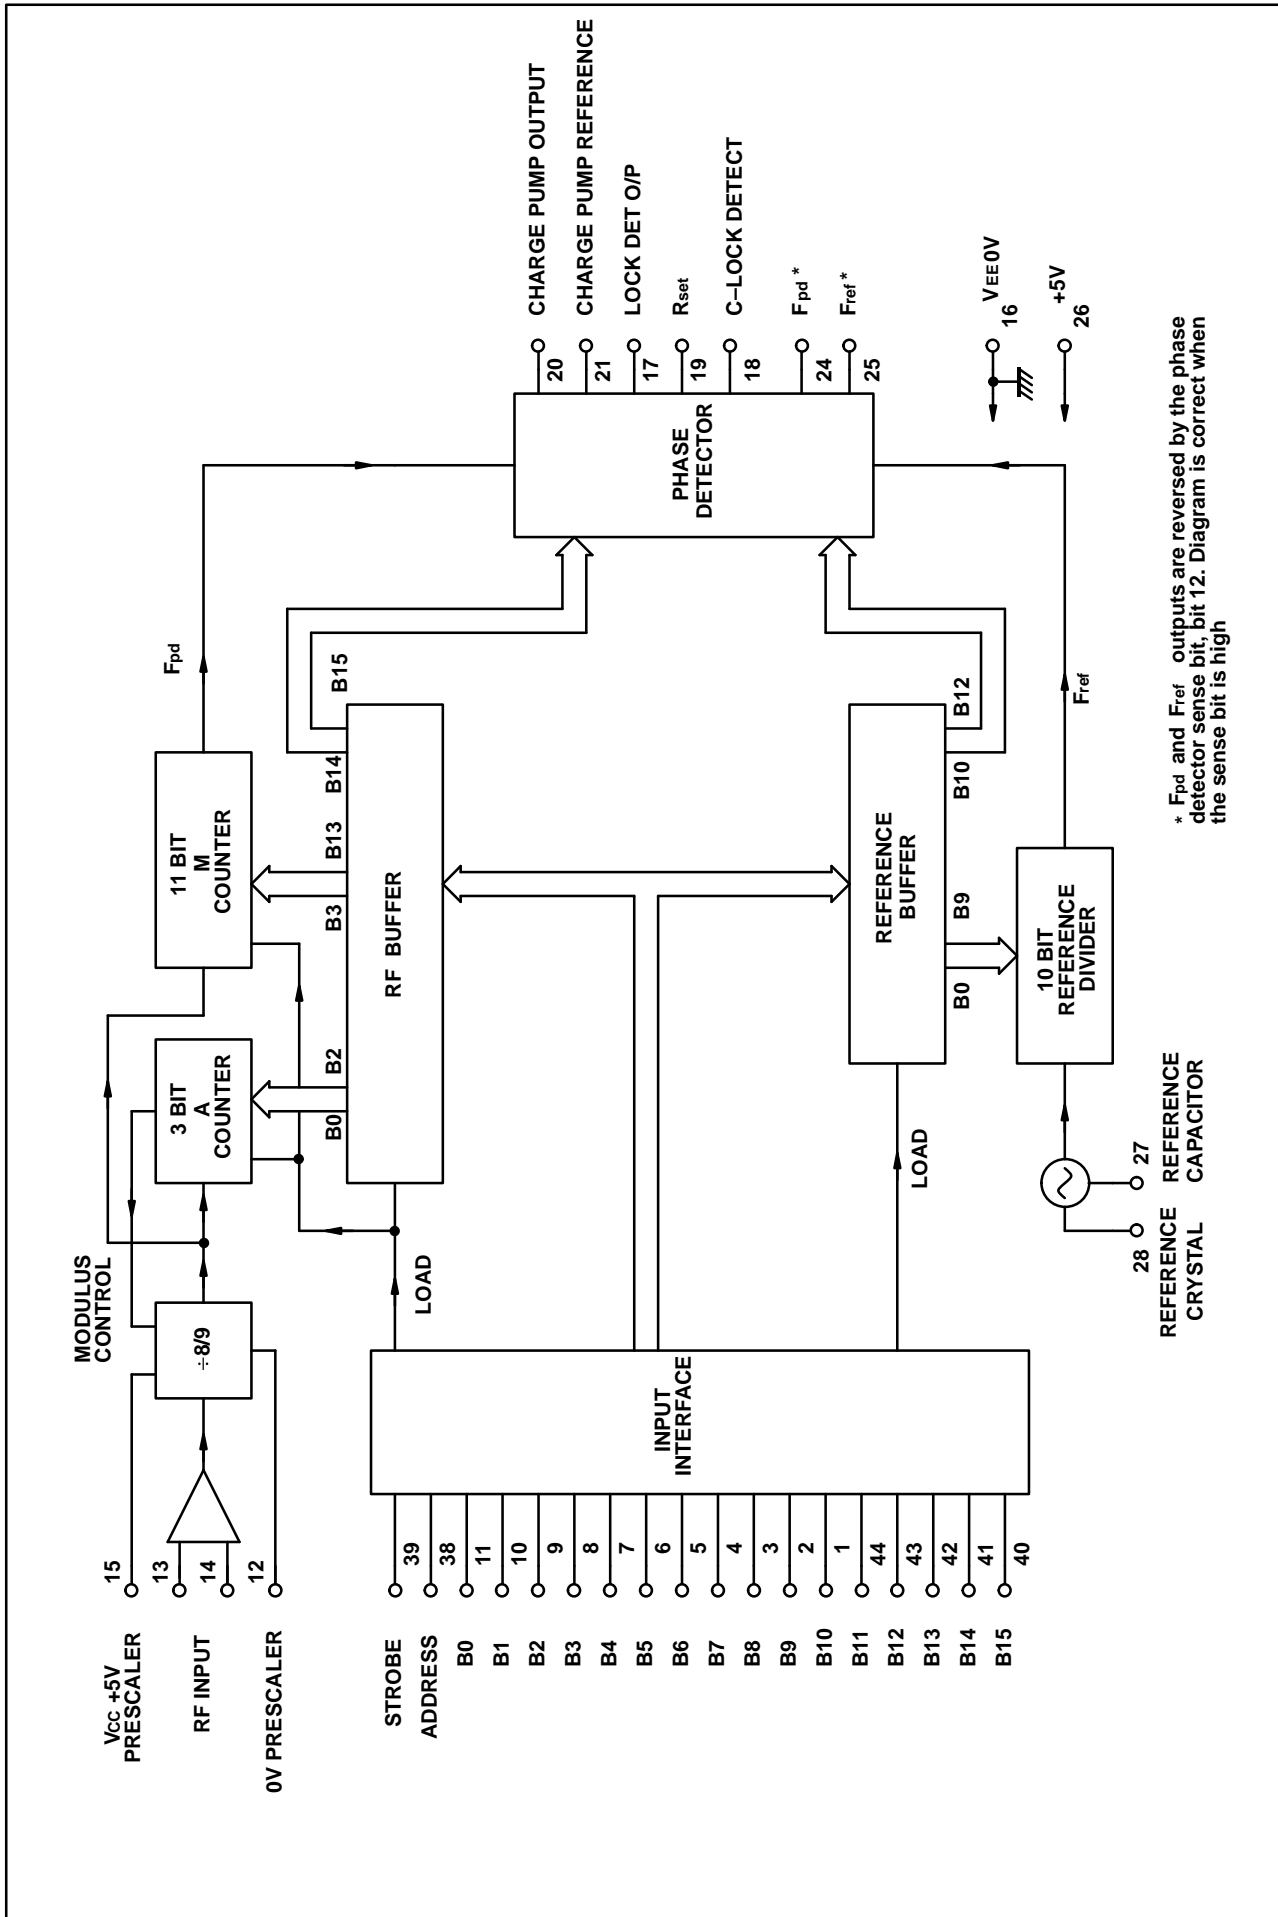 VCC +5V
PRESCALER
15
13
RF INPUT
14
0V PRESCALER
12
MODULUS
CONTROL
÷8/9
3 BIT
A
COUNTER
11 BIT
M
COUNTER
Fpd
B0
B2
B3
B13
B14
B15
RF BUFFER
LOAD
STROBE
39
ADDRESS
38
B0
11
B1
10
B2
9
B3
8
B4
7
B5
6
B6
5
B7
4
B8
3
B9
2
B10
1
B11
44
B12
43
B13
42
B14
41
B15
40
INPUT
INTERFACE
LOAD
REFERENCE
BUFFER
B0
B9
B10
B12
10 BIT
REFERENCE
DIVIDER
Fref
28
27
REFERENCE
CRYSTAL
REFERENCE
CAPACITOR
PHASE
DETECTOR
20
CHARGE PUMP OUTPUT
21
CHARGE PUMP REFERENCE
17
LOCK DET O/P
19
Rset
18
C–LOCK DETECT
24
Fpd *
25
Fref *
16
VEE 0V
26
+5V
* Fpd and Fref outputs are reversed by the phase
detector sense bit, bit 12. Diagram is correct when
the sense bit is high